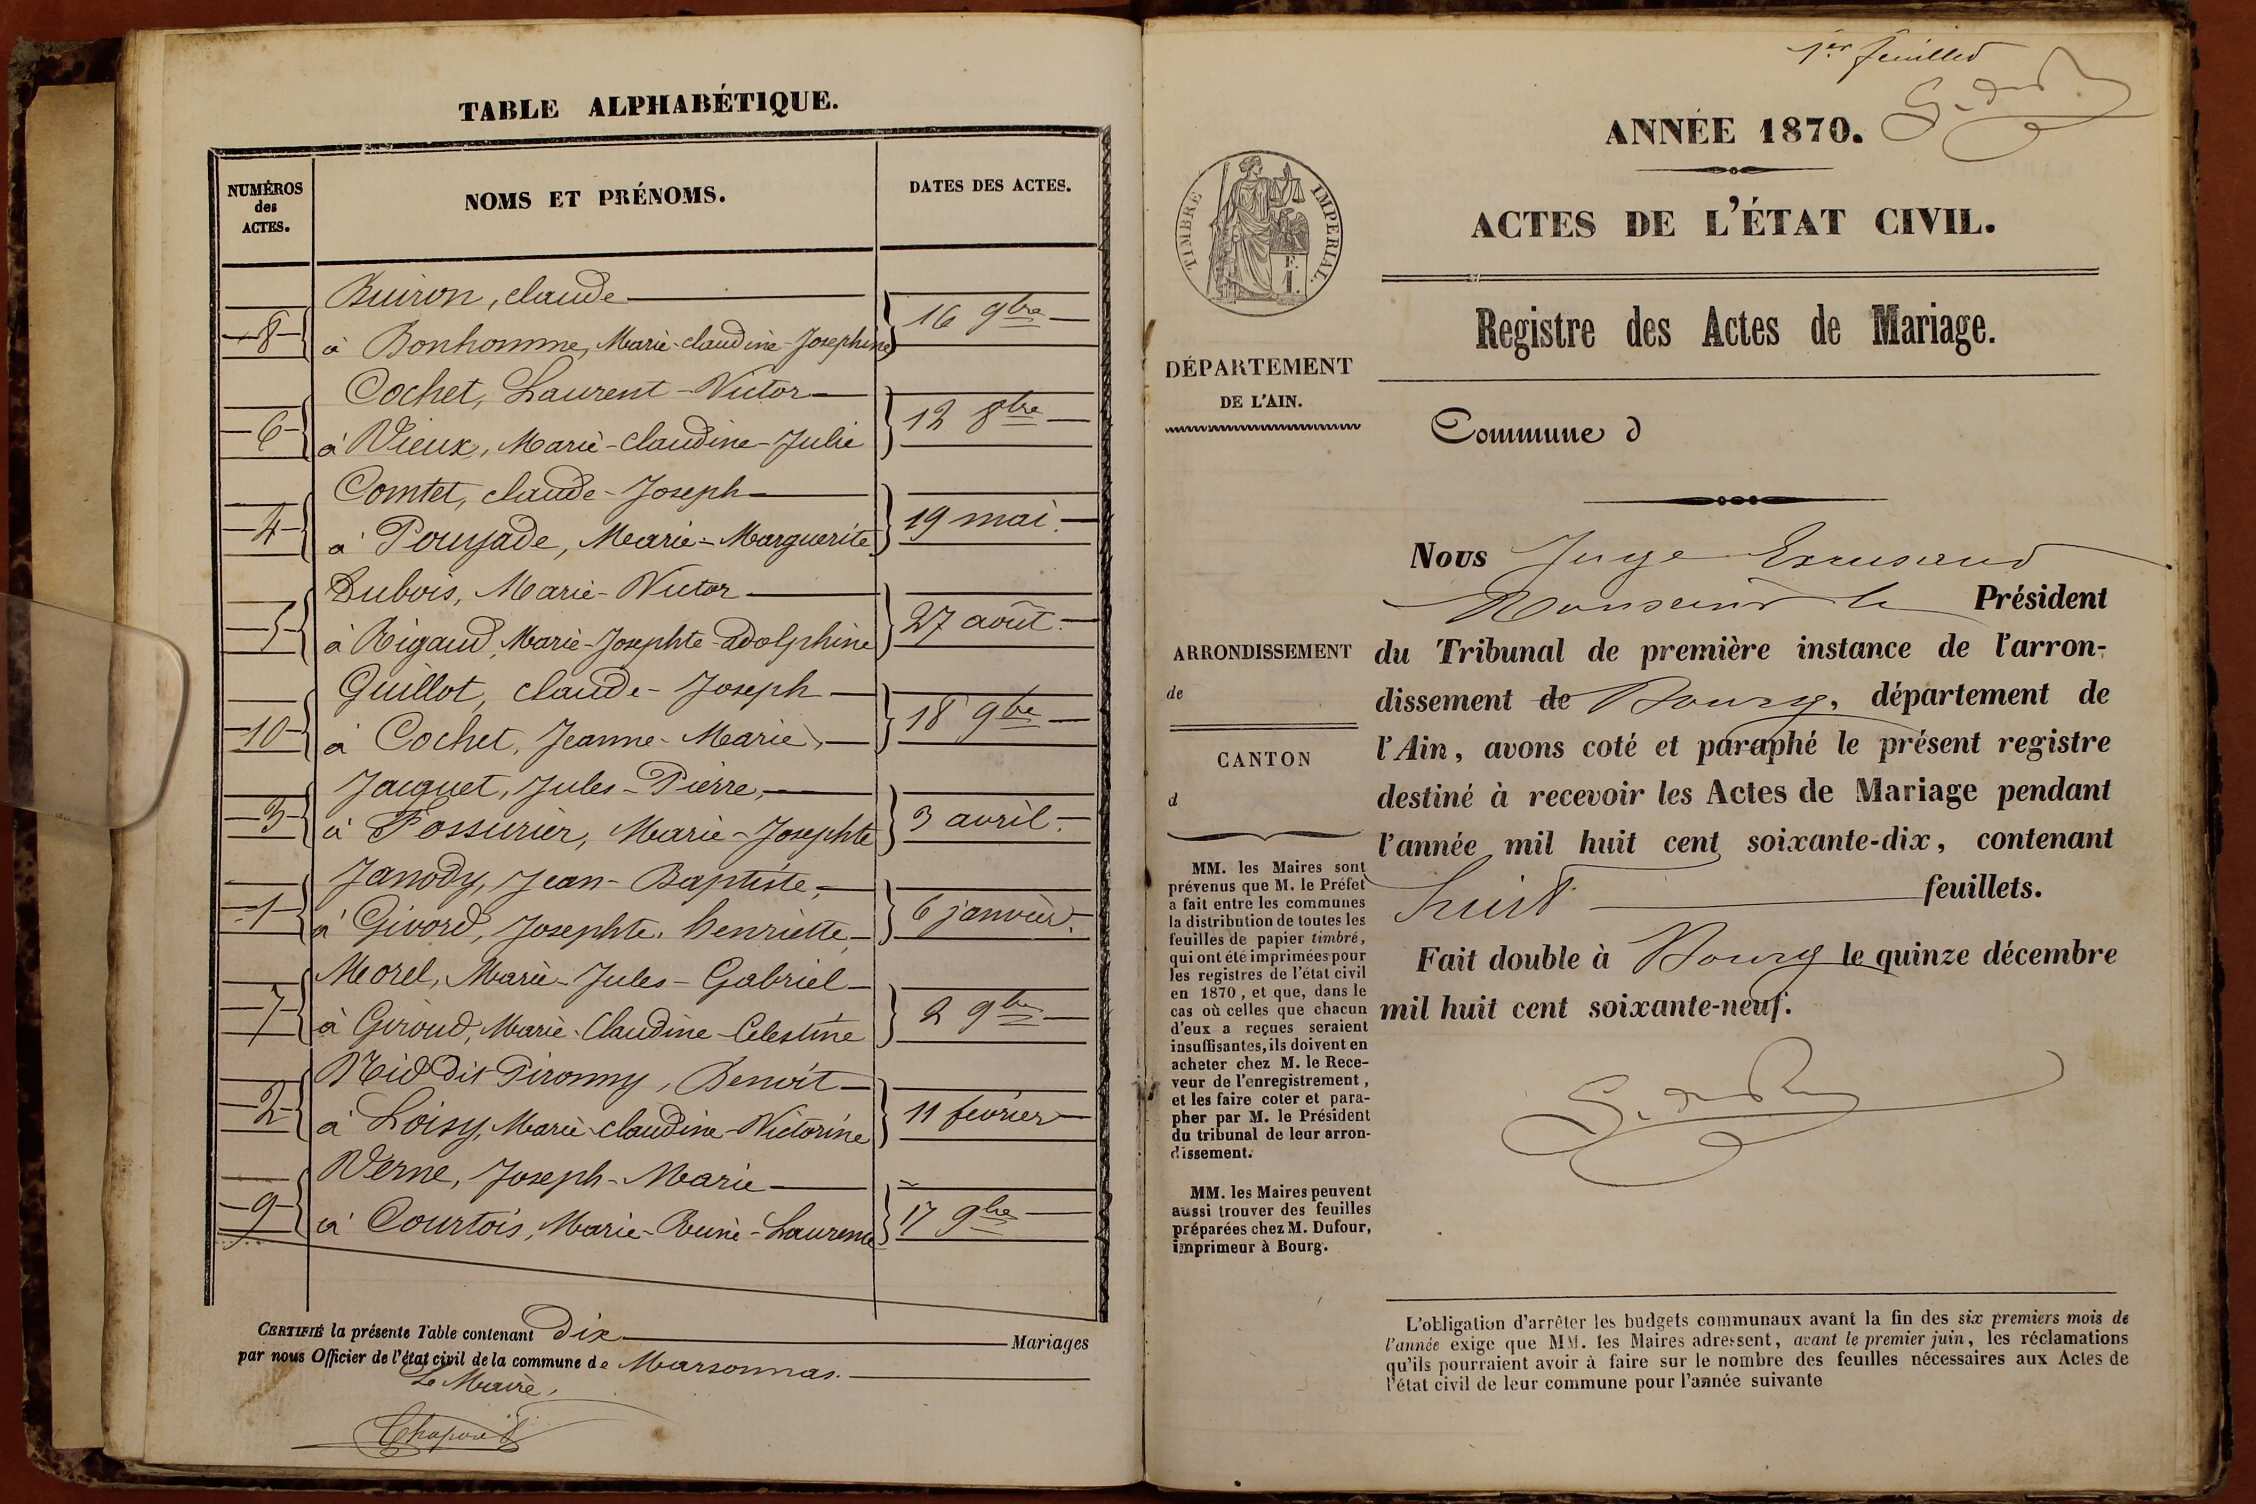 TABLE ALPHABÉTIQUE.
NUMÉROS
des
ACTES.
NOMS ET PRÉNOMS.
DATES DES ACTES.
Buiron, claude
8 à Bonhomme, Marie-claudine-Josephine 16 9bre
Cochet, Laurent-Victor
6 à Vieux, Marie-claudine-Julie 12 8bre
Comtet, claude-Joseph
4 à Poujade, Marie-Marguerite 19 mai.
Dubois, Marie-Victor
5 à Rigaud, Marie-Josephte-adolphine 27 août.
Guillot, claude-Joseph
10 à Cochet, Jeanne-Marie, 18 9bre
Jacquet, Jules-Pierre,
3 à Fossurier, Marie-Josephte 3 avril.
Janody, Jean-Baptiste,
1 à Givord, Josephte-henriette 6 janvier.
Morel, Marie-Jules-Gabriel
7 à Giroud, Marie-Claudine-Celestine 2 9bre
dit Pironny, Benoit
2 à Loisy, Marie-claudine-Victorine 11 février
Verne, Joseph-Marie
9 à Courtois, Marie-Reine-Laurence 17 9bre
CERTIFIÉ la présente Table contenant Dix Mariages
par nous Officier de l'état civil de la commune de Marsonnas.
Le Maire,
1er feuillet
ANNÉE 1870.
ACTES DE L'ÉTAT CIVIL.
TIMBRE IMPERIAL.
F.
1.
Registre des Actes de Mariage.
DÉPARTEMENT
DE L'AIN.
Commune d
Nous Juge
le Président
du Tribunal de première instance de l'arron-
dissement de Bourg, département de
l'Ain, avons coté et paraphé le présent registre
destiné à recevoir les Actes de Mariage pendant
l'année mil huit cent soixante-dix, contenant
huit feuillets.
Fait double à Bourg le quinze décembre
mil huit cent soixante-neuf.
ARRONDISSEMENT
de
CANTON
d
MM. les Maires sont
prévenus que M. le Préfet
a fait entre les communes
la distribution de toutes les
feuilles de papier timbré,
qui ont été imprimées pour
les registres de l'état civil
en 1870, et que, dans le
cas où celles que chacun
d'eux a reçues seraient
insuffisantes, ils doivent en
acheter chez M. le Rece-
veur de l'enregistrement,
et les faire coter et para-
pher par M. le Président
du tribunal de leur arron-
dissement.
MM. les Maires peuvent
aussi trouver des feuilles
préparées chez M. Dufour,
imprimeur à Bourg.
L'obligation d'arrêter les budgets communaux avant la fin des six premiers mois de
l'année exige que MM. les Maires adressent, avant le premier juin, les réclamations
qu'ils pourraient avoir à faire sur le nombre des feuilles nécessaires aux Actes de
l'état civil de leur commune pour l'année suivante